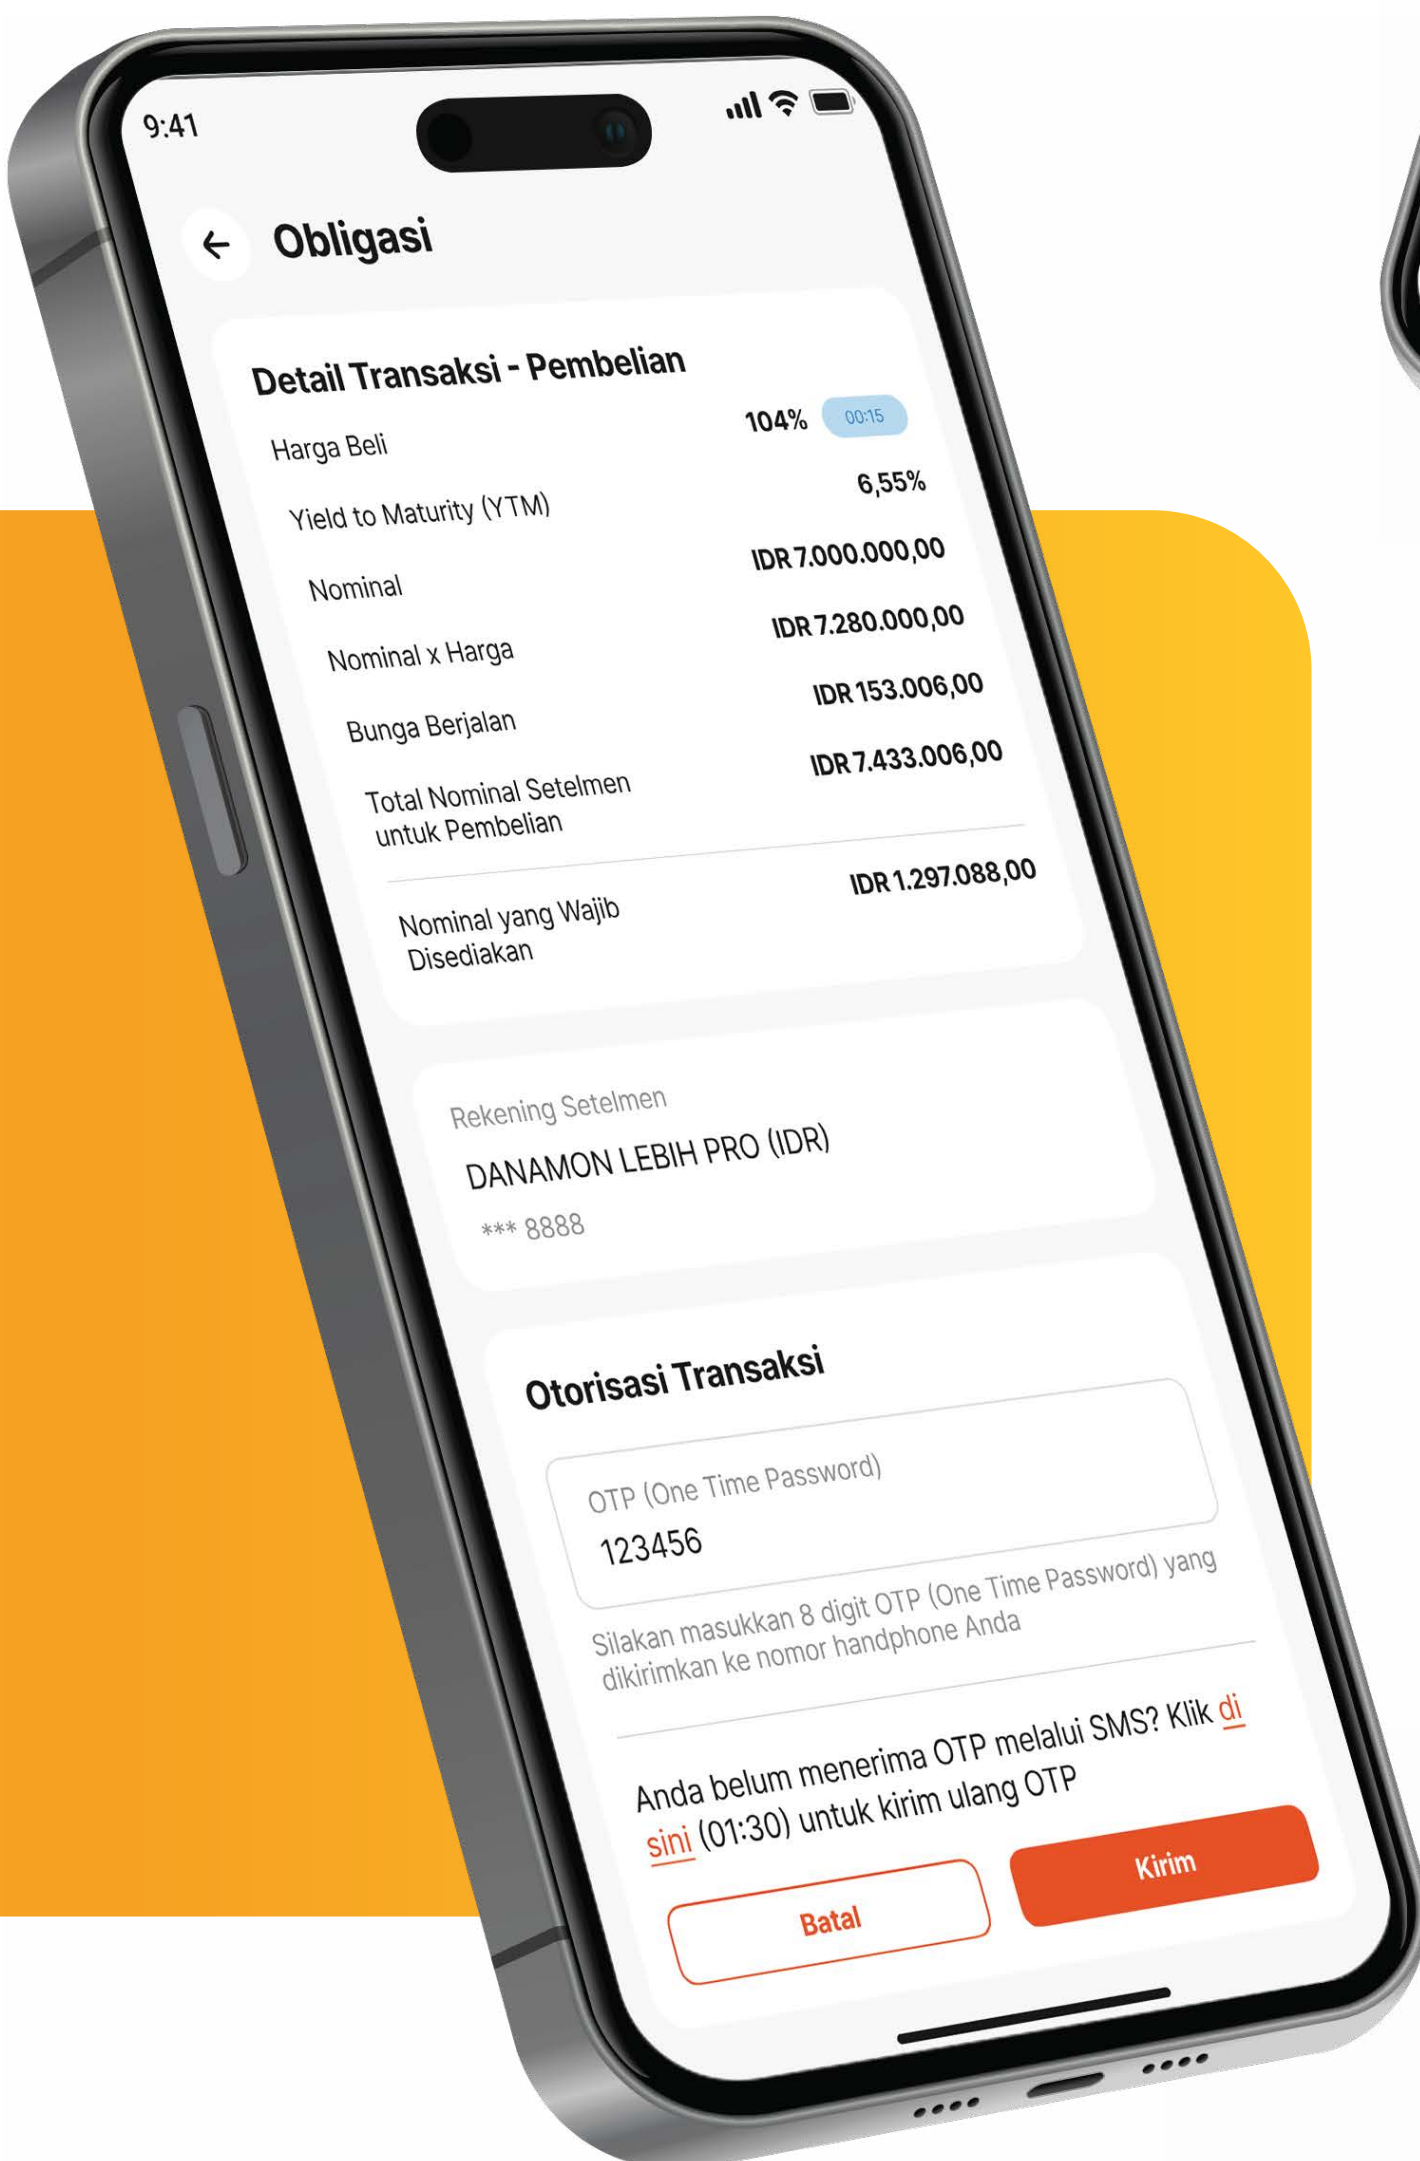 9:41
Obligasi
Detail Transaksi - Pembelian
Harga Beli 104% 00:15
Yield to Maturity (YTM) 6,55%
Nominal IDR 7.000.000,00
Nominal x Harga IDR 7.280.000,00
Bunga Berjalan IDR 153.006,00
Total Nominal Setelmen IDR 7.433.006,00
untuk Pembelian
Nominal yang Wajib IDR 1.297.088,00
Disediakan
Rekening Setelmen
DANAMON LEBIH PRO (IDR)
*** 8888
Otorisasi Transaksi
OTP (One Time Password)
123456
Silakan masukkan 8 digit OTP (One Time Password) yang
dikirimkan ke nomor handphone Anda
Anda belum menerima OTP melalui SMS? Klik di
sini (01:30) untuk kirim ulang OTP
Batal Kirim